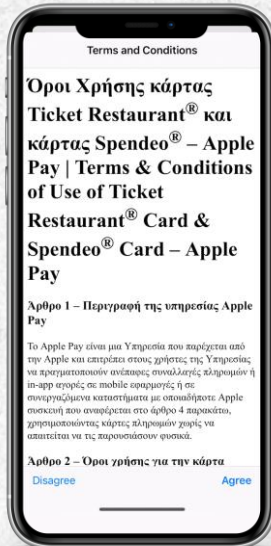 Terms and Conditions
Όροι Χρήσης κάρτας
Ticket Restaurant® και
κάρτας Spendeo® – Apple
Pay | Terms & Conditions
of Use of Ticket
Restaurant® Card &
Spendeo® Card – Apple
Pay
Άρθρο 1 – Περιγραφή της υπηρεσίας Apple
Pay
Το Apple Pay είναι μια Υπηρεσία που παρέχεται από
την Apple και επιτρέπει στους χρήστες της Υπηρεσίας
να πραγματοποιούν ανέπαφες συναλλαγές πληρωμών ή
in-app αγορές σε mobile εφαρμογές ή σε
συνεργαζόμενα καταστήματα με οποιαδήποτε Apple
συσκευή που αναφέρεται στο άρθρο 4 παρακάτω,
χρησιμοποιώντας κάρτες πληρωμών χωρίς να
απαιτείται να τις παρουσιάσουν φυσικά.
Άρθρο 2 – Όροι χρήσης για την κάρτα
Disagree
Agree